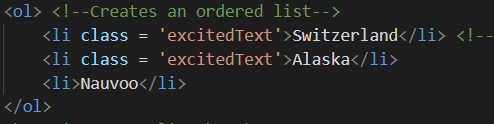 <ol> <!--Creates an ordered list-->
<li class = 'excitedText'>Switzerland</li> <!--
<li class = 'excitedText'>Alaska</li>
<li>Nauvoo</li>
</ol>